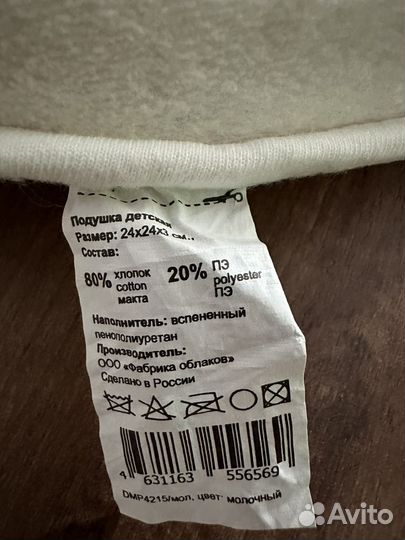 Подушка детская
Размер: 24х24х3 см.
Состав:
80% хлопок 20% ПЭ
cotton polyester
мақта ПЭ
Наполнитель: вспененный
пенополиуретан
Производитель:
ООО «Фабрика облаков»
Сделано в России
4 631163 556569
DMP4215/мол, цвет: молочный
Avito